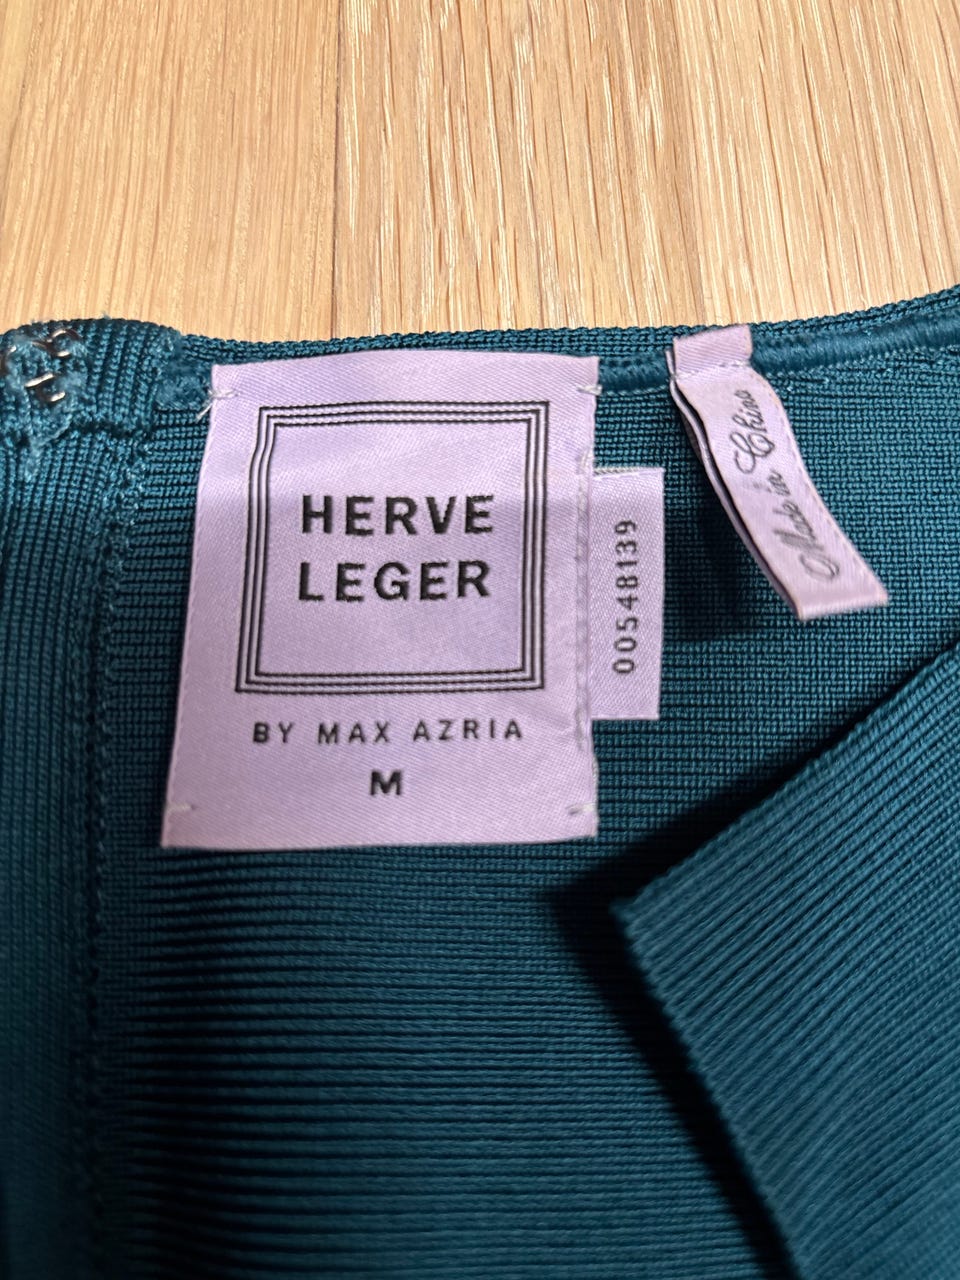 HERVE
LEGER
BY MAX AZRIA
M
00548139
Made in China